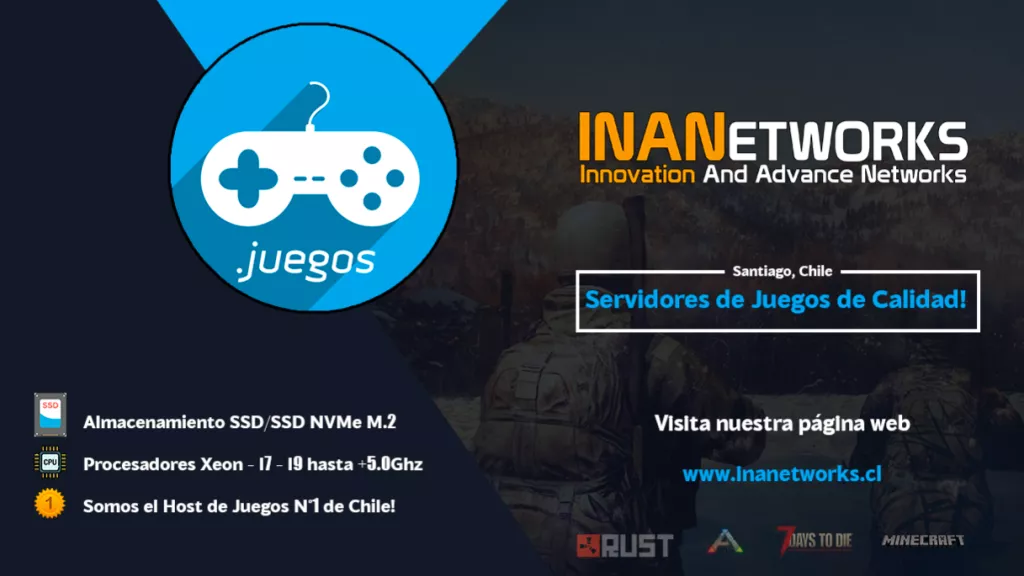 .juegos
INANETWORKS
Innovation And Advance Networks
Santiago, Chile
Servidores de Juegos de Calidad!
SSD
Almacenamiento SSD/SSD NVMe M.2
CPU
Procesadores Xeon - i7 - i9 hasta +5.0Ghz
1
Somos el Host de Juegos N°1 de Chile!
Visita nuestra página web
www.Inanetworks.cl
RUST
7 DAYS TO DIE
MINECRAFT